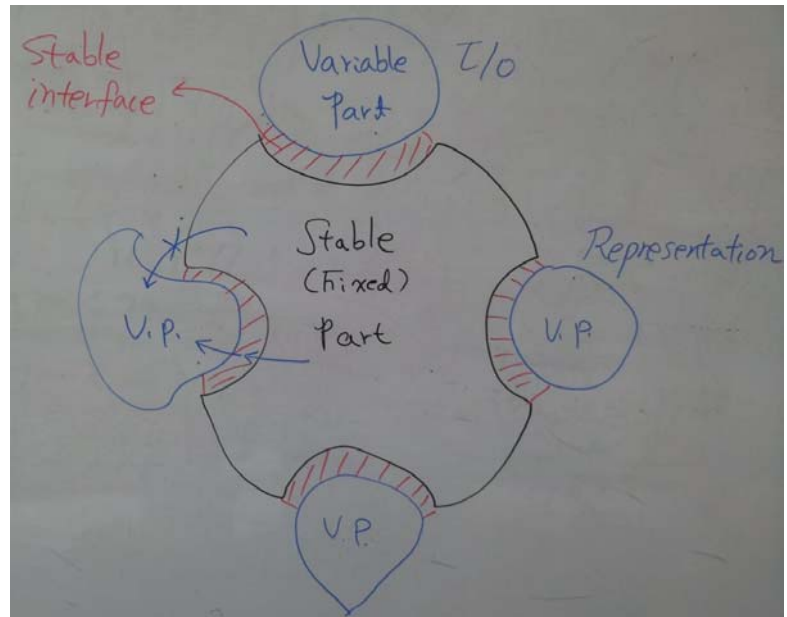 Stable
interface
Variable
Part
I/O
Stable
(Fixed)
Part
Representation
V.P.
V.P.
V.P.